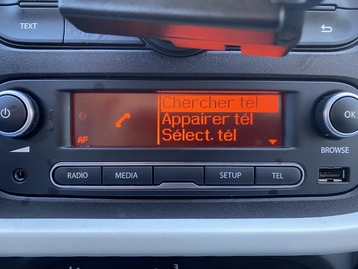 TEXT
Chercher tél
Appairer tél
Sélect. tél
AF
OK
BROWSE
RADIO
MEDIA
SETUP
TEL